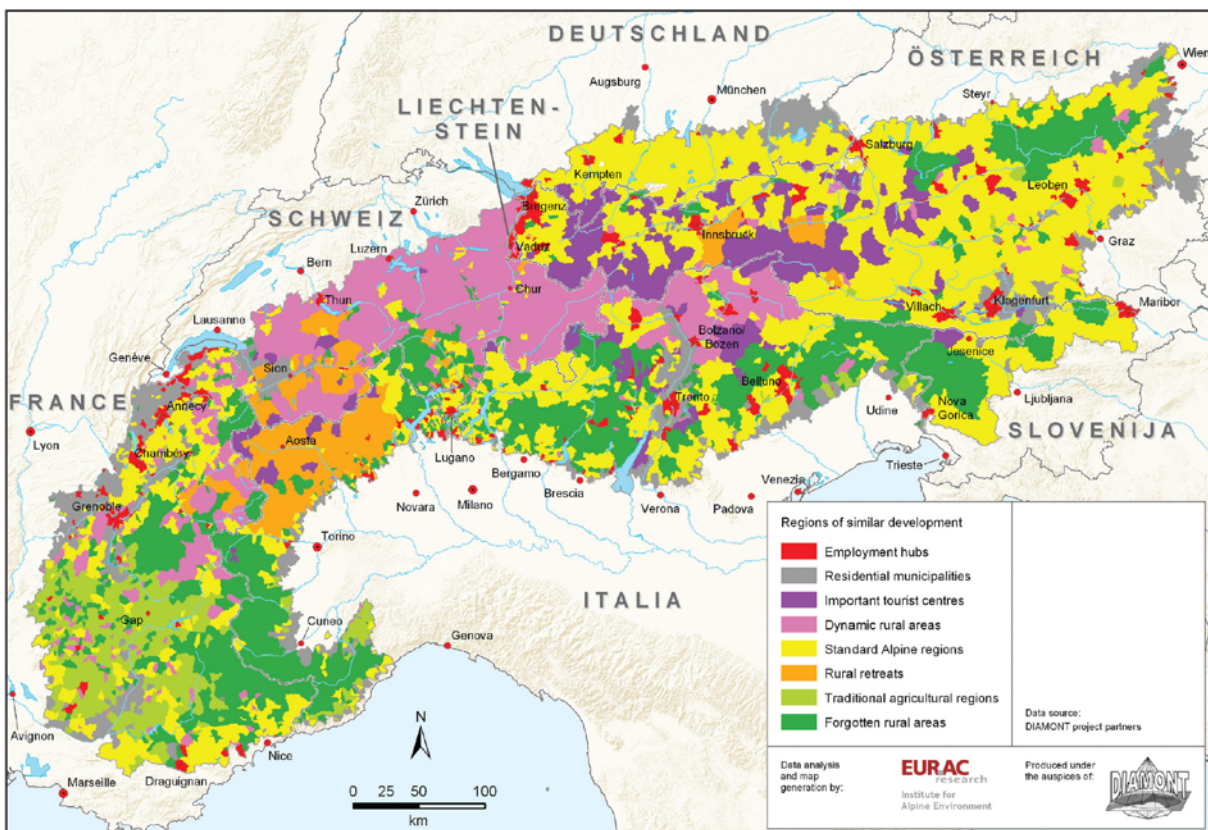 DEUTSCHLAND
ÖSTERREICH
Wien
Augsburg
München
Steyr
LIECHTEN-
STEIN
Salzburg
Kempten
Leoben
Bregenz
Zürich
SCHWEIZ
Innsbruck
Graz
Vaduz
Luzern
Bern
Chur
Thun
Villach
Klagenfurt
Maribor
Lausanne
Bolzano/
Bozen
Jesenice
Genève
Sion
Belluno
FRANCE
Annecy
Trento
Nova
Gorica
Ljubljana
Udine
Lyon
Aosta
SLOVENIJA
Chambéry
Lugano
Bergamo
Trieste
Brescia
Venezia
Novara
Milano
Verona
Padova
Grenoble
Torino
ITALIA
Gap
Cuneo
Genova
Avignon
Nice
Draguignan
Marseille
N
0 25 50 100
km
Regions of similar development
Employment hubs
Residential municipalities
Important tourist centres
Dynamic rural areas
Standard Alpine regions
Rural retreats
Traditional agricultural regions
Forgotten rural areas
Data source:
DIAMONT project partners
Data analysis
and map
generation by:
EURAC
research
Institute for
Alpine Environment
Produced under
the auspices of:
DIAMONT